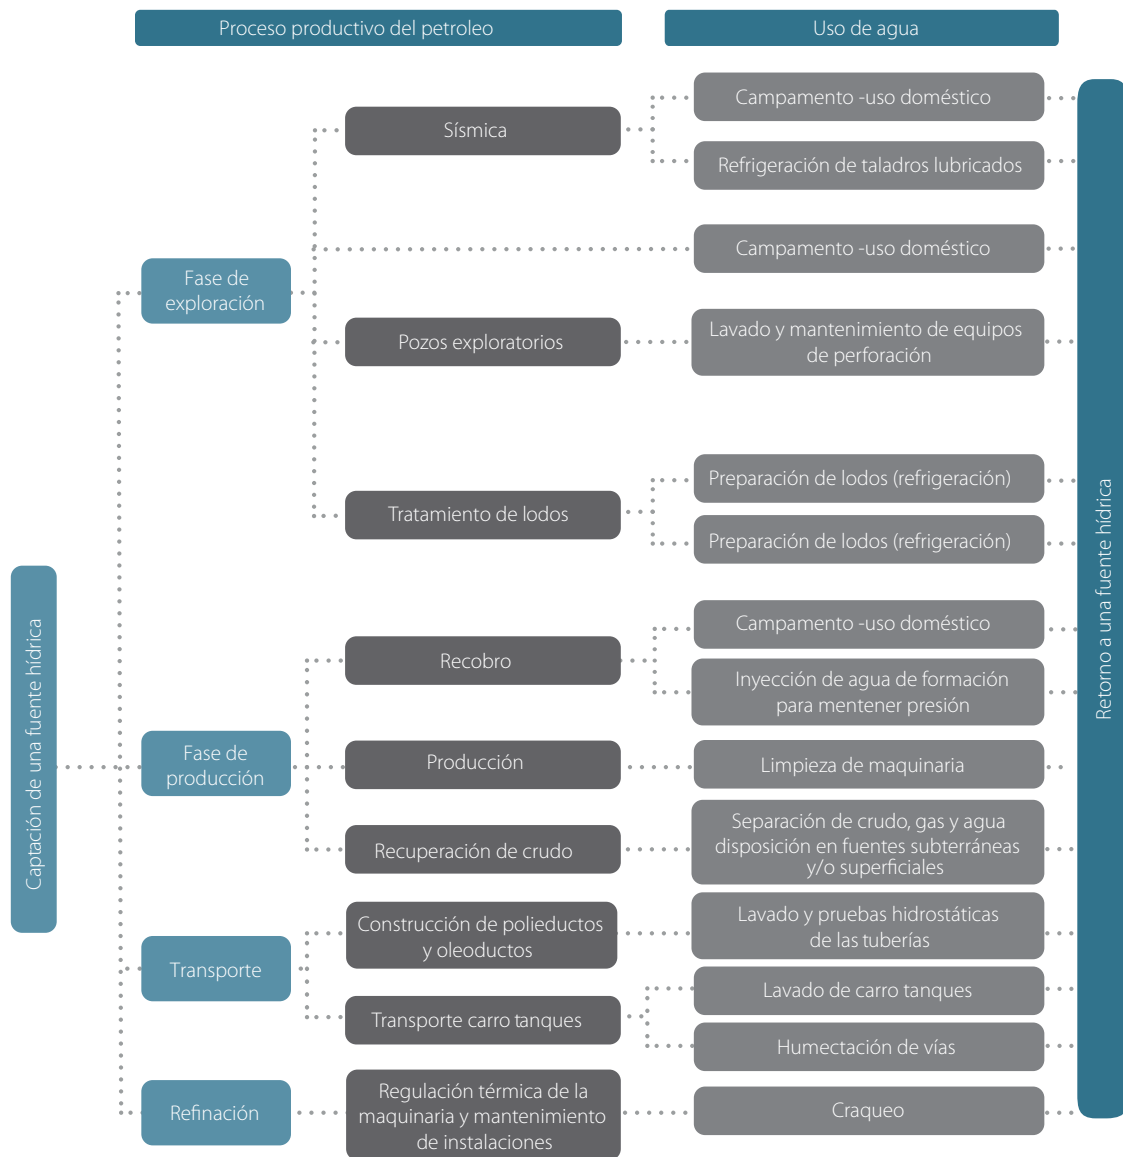 Proceso productivo del petroleo
Uso de agua
Captación de una fuente hídrica
Fase de
exploración
Sísmica
Campamento -uso doméstico
Refrigeración de taladros lubricados
Campamento -uso doméstico
Pozos exploratorios
Lavado y mantenimiento de equipos
de perforación
Tratamiento de lodos
Preparación de lodos (refrigeración)
Preparación de lodos (refrigeración)
Fase de
producción
Recobro
Campamento -uso doméstico
Inyección de agua de formación
para mentener presión
Producción
Limpieza de maquinaria
Recuperación de crudo
Separación de crudo, gas y agua
disposición en fuentes subterráneas
y/o superficiales
Transporte
Construcción de polieductos
y oleoductos
Lavado y pruebas hidrostáticas
de las tuberías
Transporte carro tanques
Lavado de carro tanques
Humectación de vías
Refinación
Regulación térmica de la
maquinaria y mantenimiento
de instalaciones
Craqueo
Retorno a una fuente hídrica